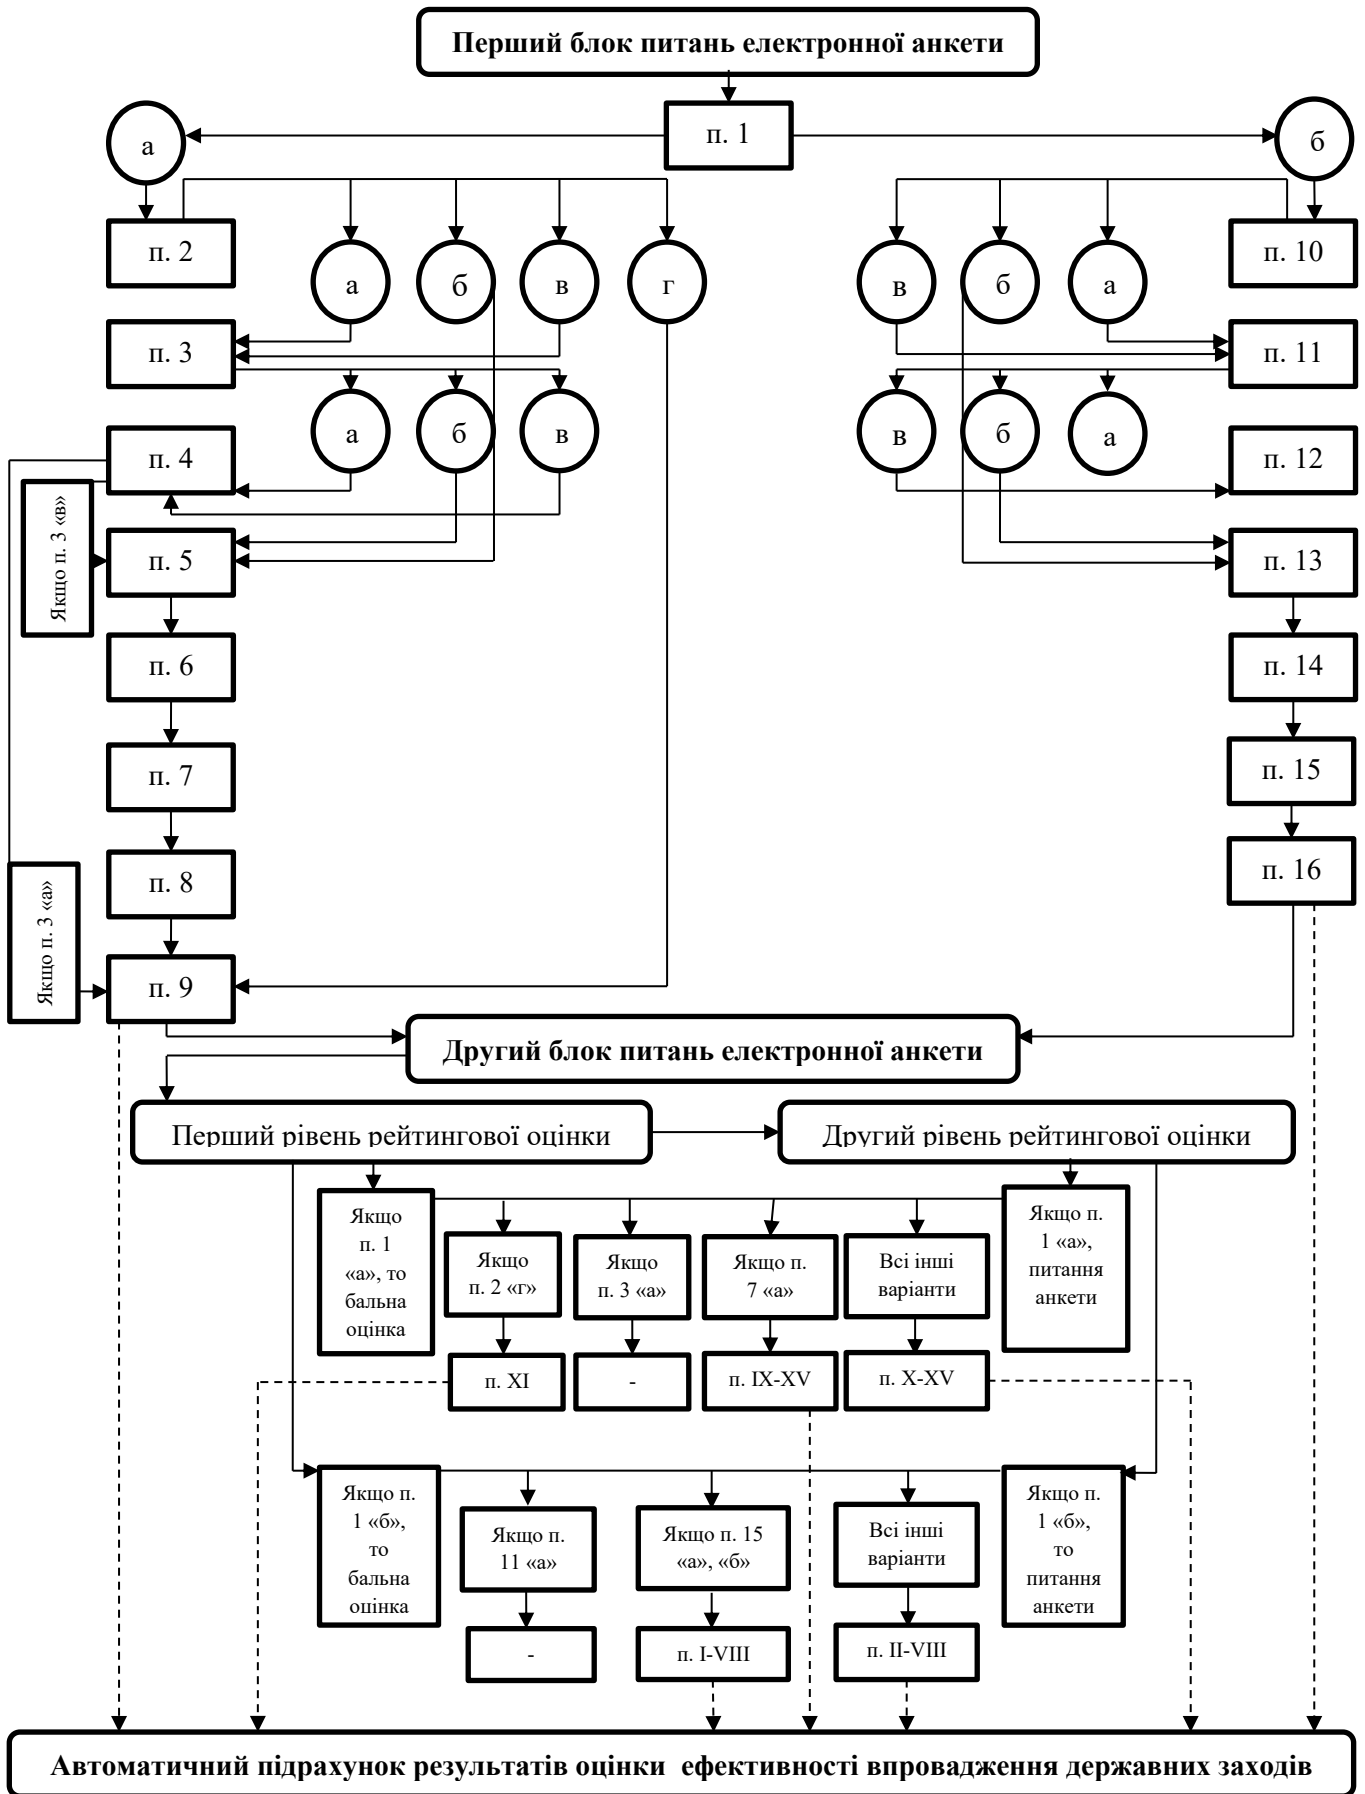 Перший блок питань електронної анкети
п. 1
а
б
п. 2
а
б
в
г
в
б
а
п. 10
п. 3
п. 11
а
б
в
в
б
а
п. 4
п. 12
Якщо п. 3 «в»
п. 5
п. 13
п. 6
п. 14
п. 7
п. 15
п. 8
п. 16
Якщо п. 3 «а»
п. 9
Другий блок питань електронної анкети
Перший рівень рейтингової оцінки
Другий рівень рейтингової оцінки
Якщо
п. 1
«а», то
бальна
оцінка
Якщо
п. 2 «г»
Якщо
п. 3 «а»
Якщо п.
7 «а»
Всі інші
варіанти
Якщо п.
1 «а»,
питання
анкети
п. XI
-
п. IX-XV
п. X-XV
Якщо п.
1 «б»,
то
бальна
оцінка
Якщо п.
11 «а»
Якщо п. 15
«а», «б»
Всі інші
варіанти
Якщо п.
1 «б»,
то
питання
анкети
-
п. I-VIII
п. II-VIII
Автоматичний підрахунок результатів оцінки ефективності впровадження державних заходів